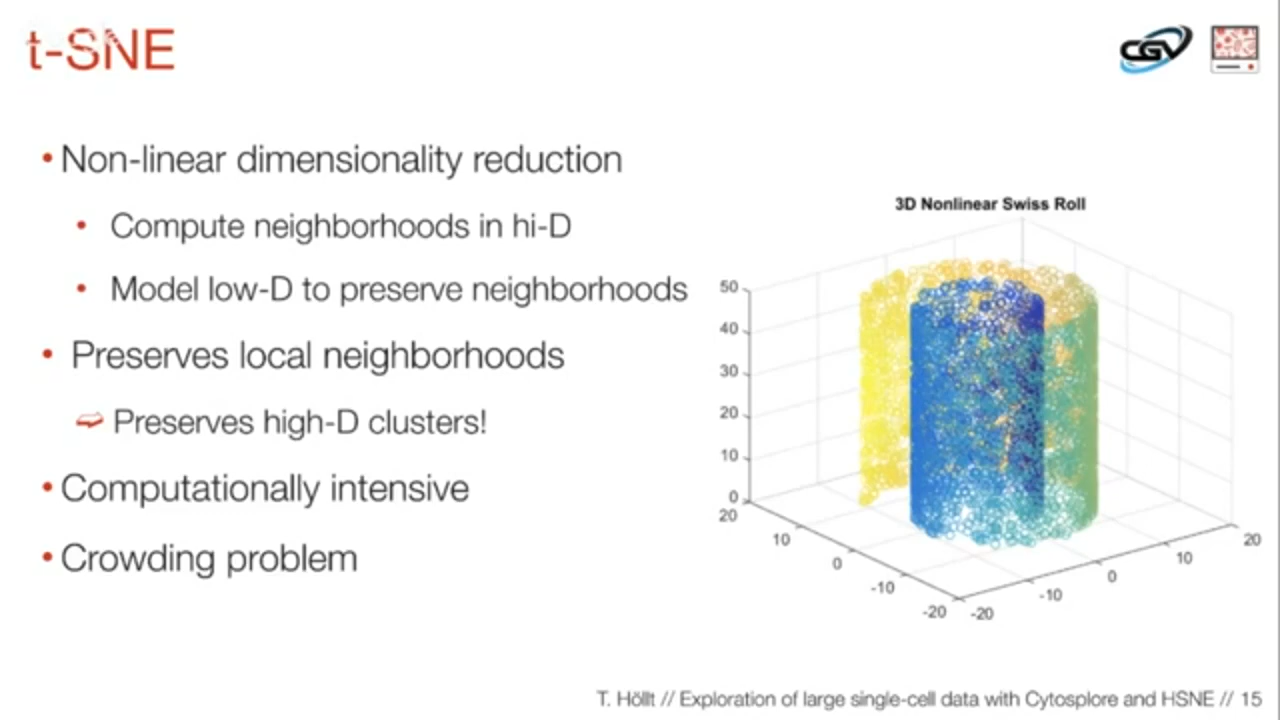 t-SNE
CGV
• Non-linear dimensionality reduction
• Compute neighborhoods in hi-D
• Model low-D to preserve neighborhoods
• Preserves local neighborhoods
➫ Preserves high-D clusters!
• Computationally intensive
• Crowding problem
3D Nonlinear Swiss Roll
50
40
30
20
10
0
20
10
0
-10
-20
-20
-10
0
10
20
T. Höllt // Exploration of large single-cell data with Cytosplore and HSNE // 15